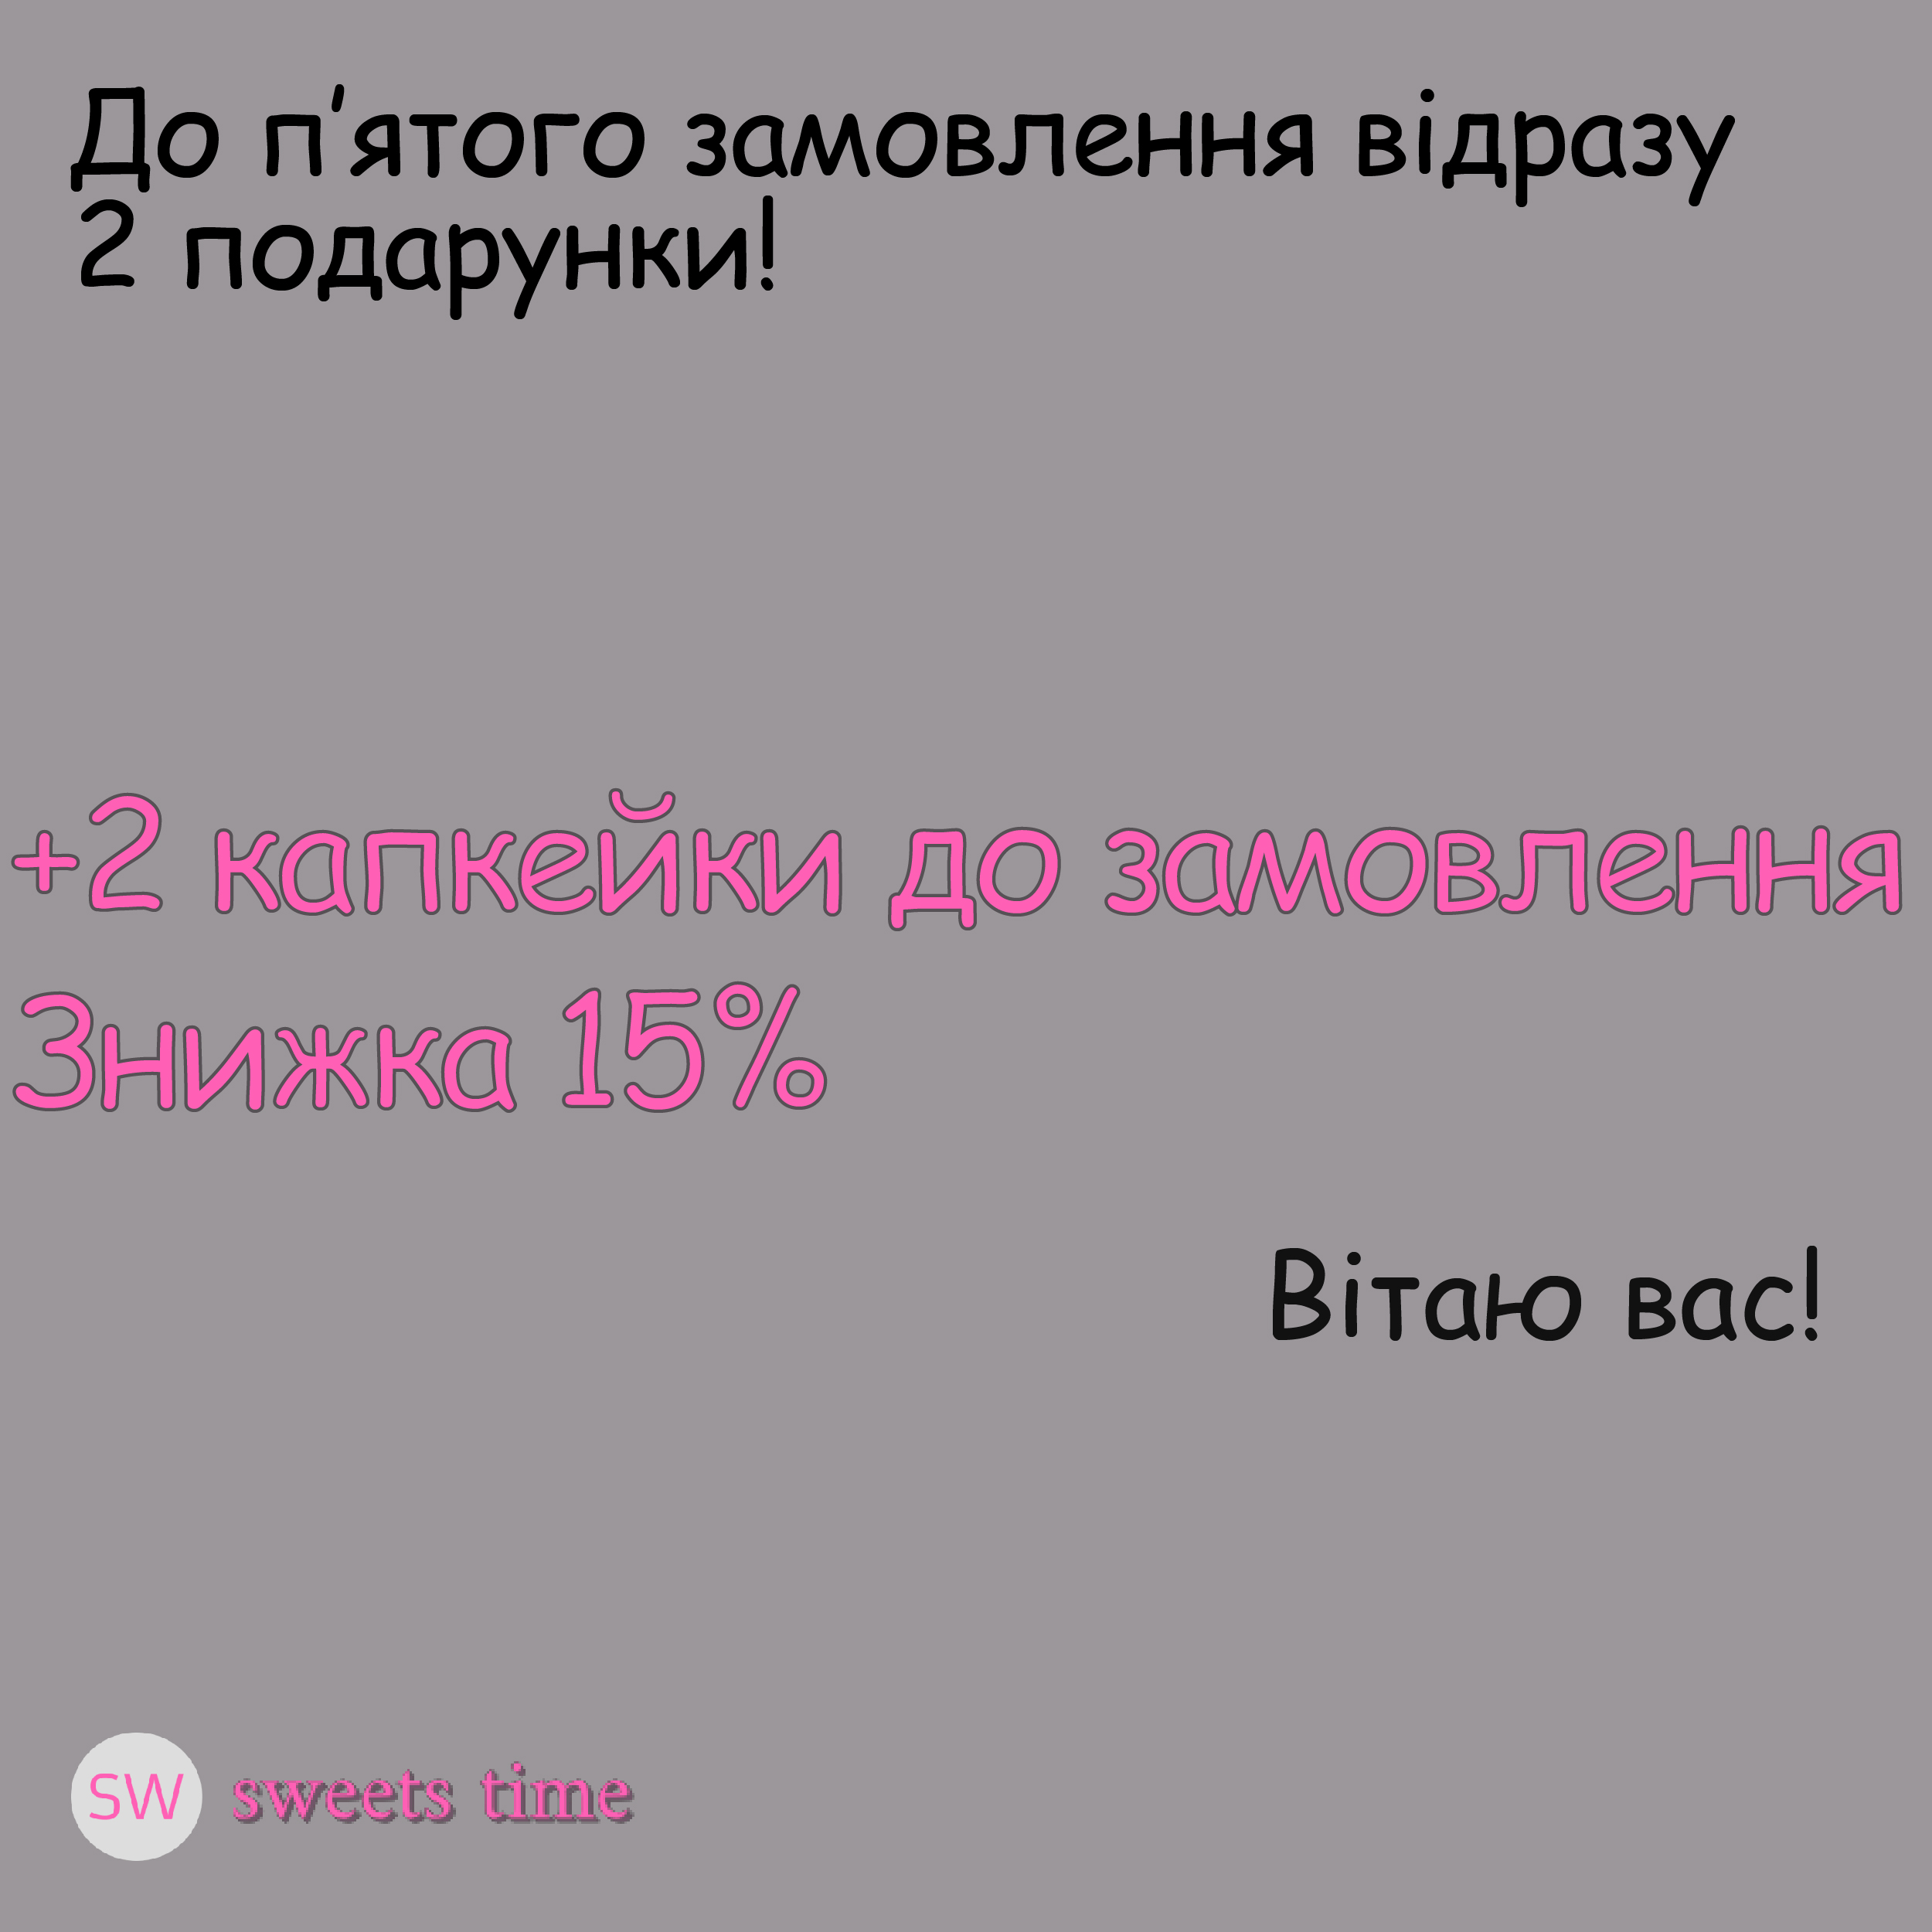 До п'ятого замовлення відразу
2 подарунки!
+2 капкейки до замовлення
Знижка 15%
Вітаю вас!
SW sweets time